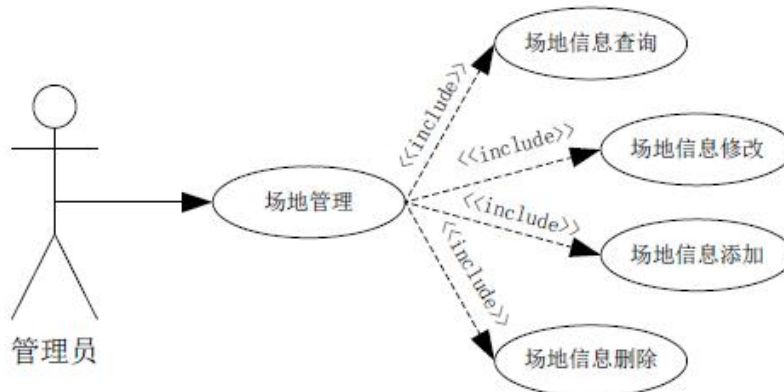 场地信息查询
<<include>>
<<include>>
场地信息修改
场地管理
<<include>>
场地信息添加
<<include>>
管理员
场地信息删除